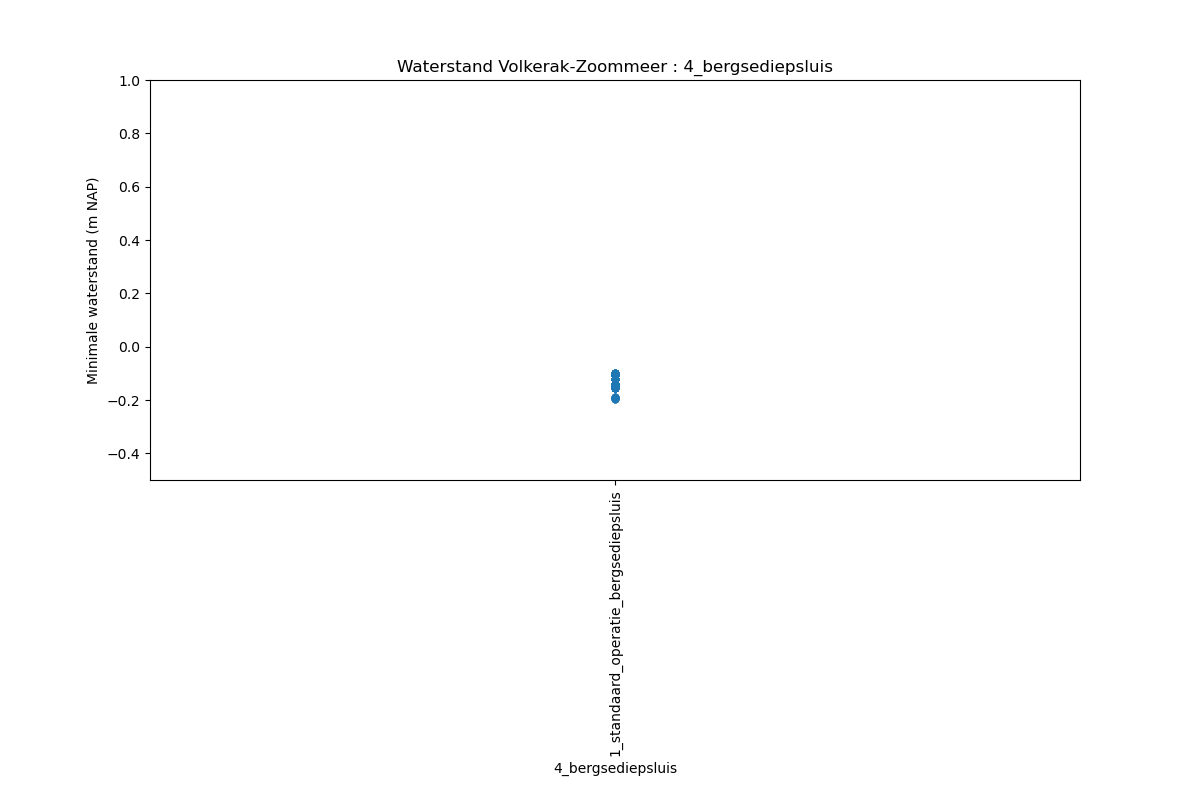 Waterstand Volkerak-Zoommeer : 4_bergsediepsluis
1.0
0.8
0.6
0.4
0.2
0.0
−0.2
−0.4
Minimale waterstand (m NAP)
1_standaard_operatie_bergsediepsluis
4_bergsediepsluis